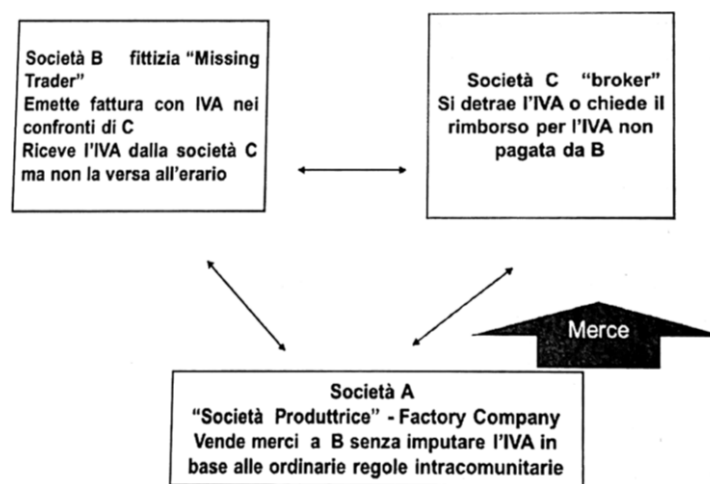 Società B fittizia “Missing
Trader”
Emette fattura con IVA nei
confronti di C
Riceve l’IVA dalla società C
ma non la versa all’erario
Società C “broker”
Si detrae l’IVA o chiede il
rimborso per l’IVA non
pagata da B
Merce
Società A
“Società Produttrice” - Factory Company
Vende merci a B senza imputare l’IVA in
base alle ordinarie regole intracomunitarie